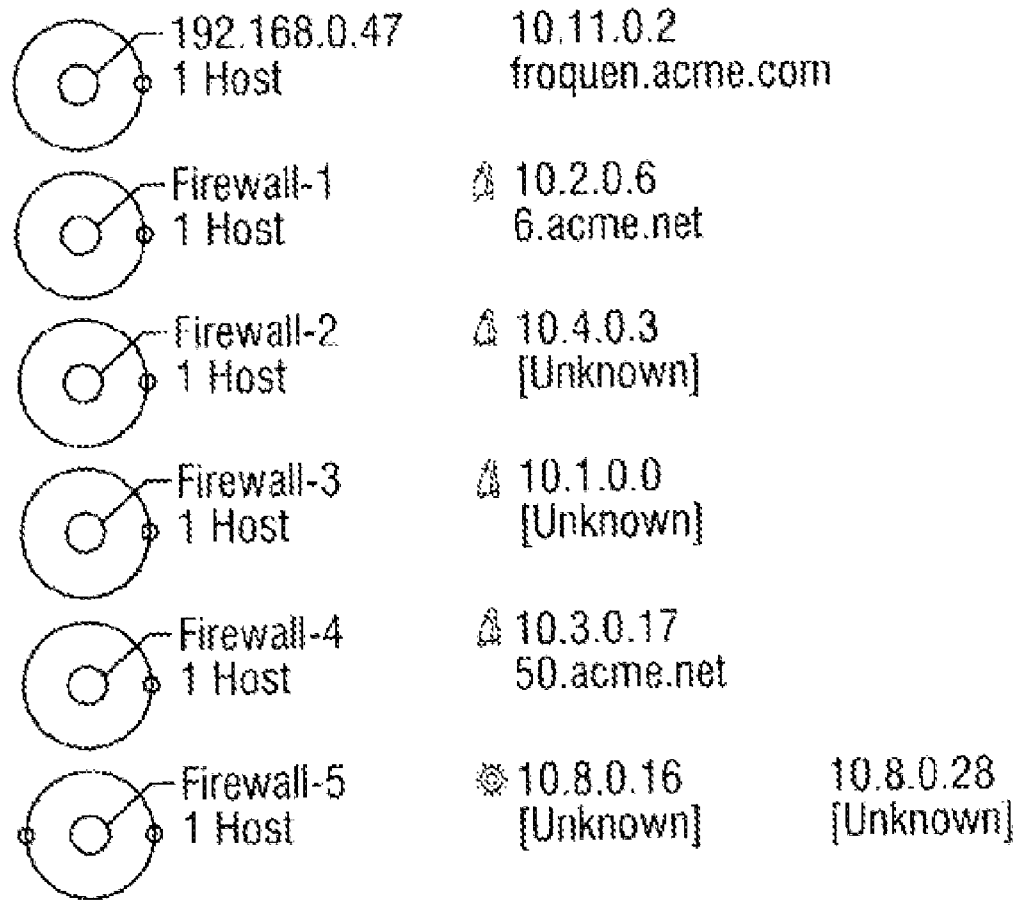 192.168.0.47
1 Host
10.11.0.2
froquen.acme.com
Firewall-1
1 Host
10.2.0.6
6.acme.net
Firewall-2
1 Host
10.4.0.3
[Unknown]
Firewall-3
1 Host
10.1.0.0
[Unknown]
Firewall-4
1 Host
10.3.0.17
50.acme.net
Firewall-5
1 Host
10.8.0.16
[Unknown]
10.8.0.28
[Unknown]